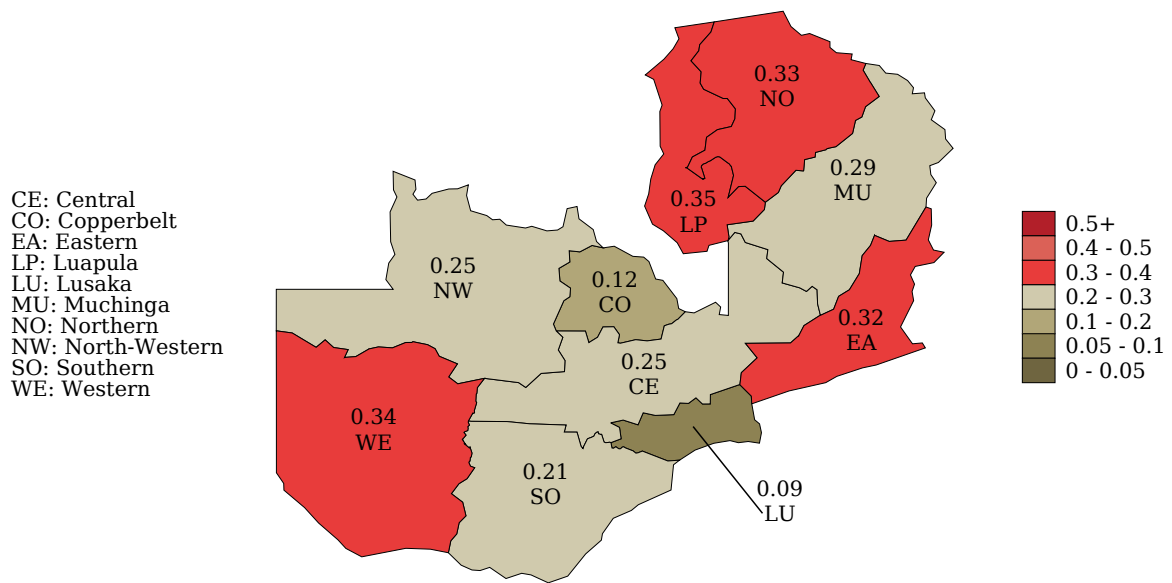 CE: Central
CO: Copperbelt
EA: Eastern
LP: Luapula
LU: Lusaka
MU: Muchinga
NO: Northern
NW: North-Western
SO: Southern
WE: Western
0.33
NO
0.29
MU
0.35
LP
0.25
NW
0.12
CO
0.32
EA
0.25
CE
0.34
WE
0.21
SO
0.09
LU
0.5+
0.4 - 0.5
0.3 - 0.4
0.2 - 0.3
0.1 - 0.2
0.05 - 0.1
0 - 0.05